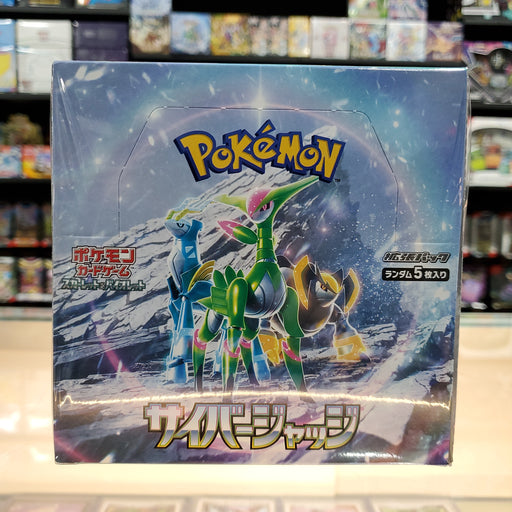 POKÉMON
ポケモン
カードゲーム
スカーレット&バイオレット
拡張パック
ランダム5枚入り
サイバージャッジ